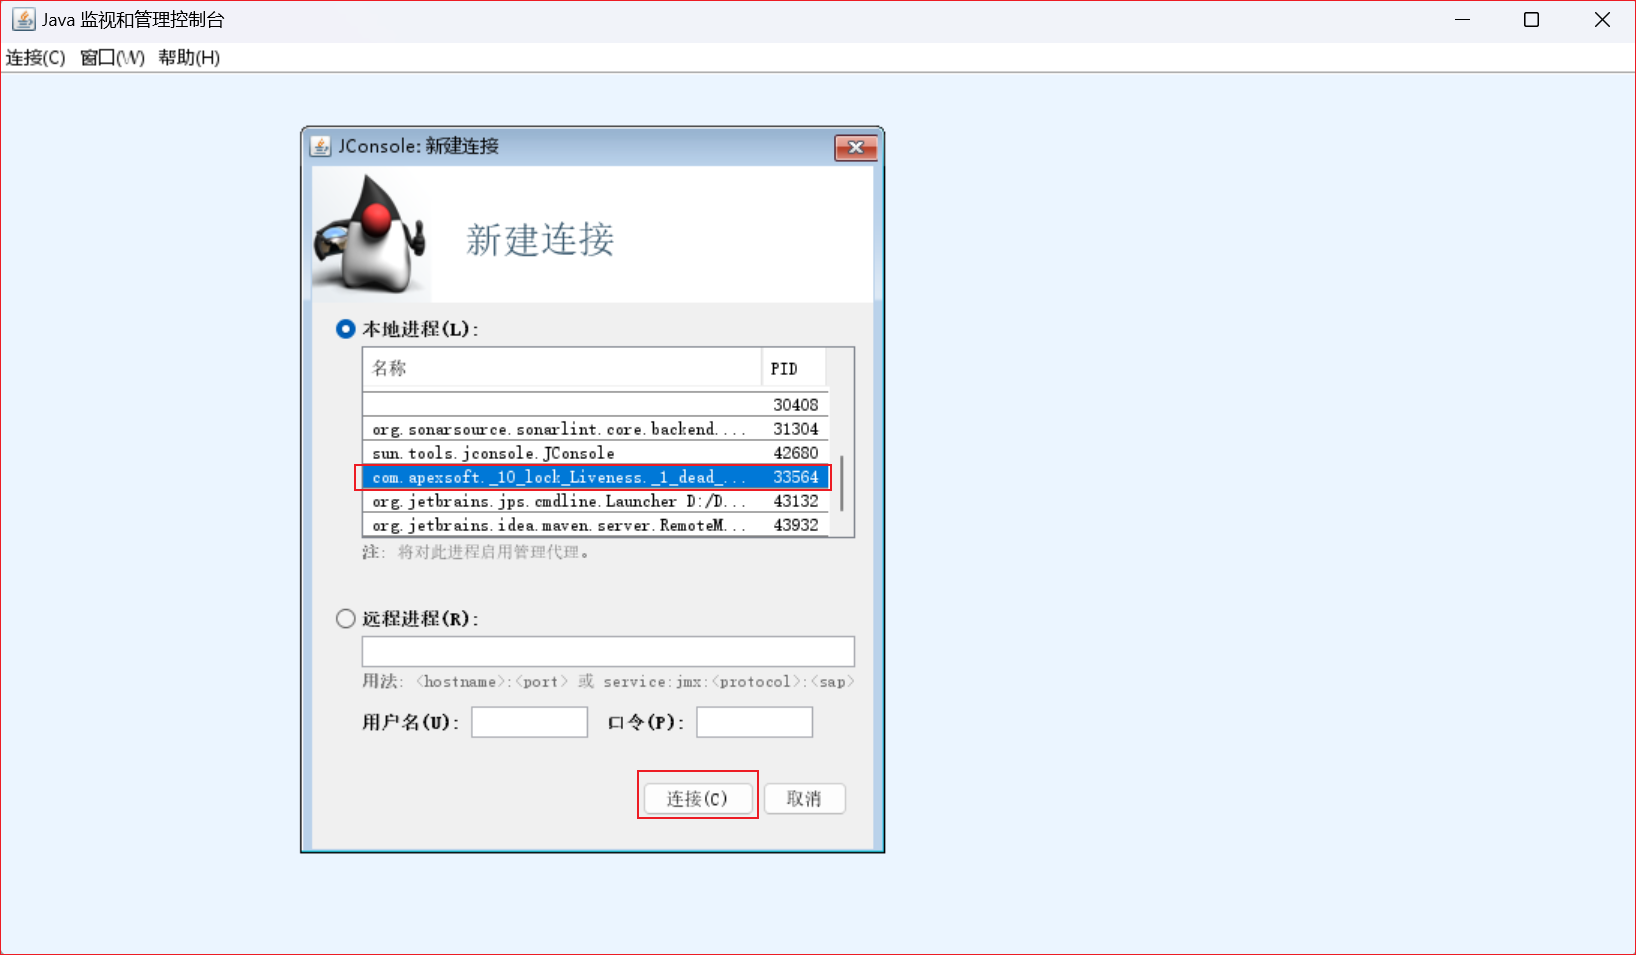 Java 监视和管理控制台
连接(C) 窗口(W) 帮助(H)
JConsole: 新建连接
新建连接
本地进程(L):
名称 PID
30408
org.sonarsource.sonarlint.core.backend.... 31304
sun.tools.jconsole.JConsole 42680
com.apexsoft._10_lock_Liveness._1_dead_... 33564
org.jetbrains.jps.cmdline.Launcher D:/D... 43132
org.jetbrains.idea.maven.server.RemoteM... 43932
注: 将对此进程启用管理代理。
远程进程(R):
用法: <hostname>:<port> 或 service:jmx:<protocol>:<sap>
用户名(U): 口令(P):
连接(C) 取消